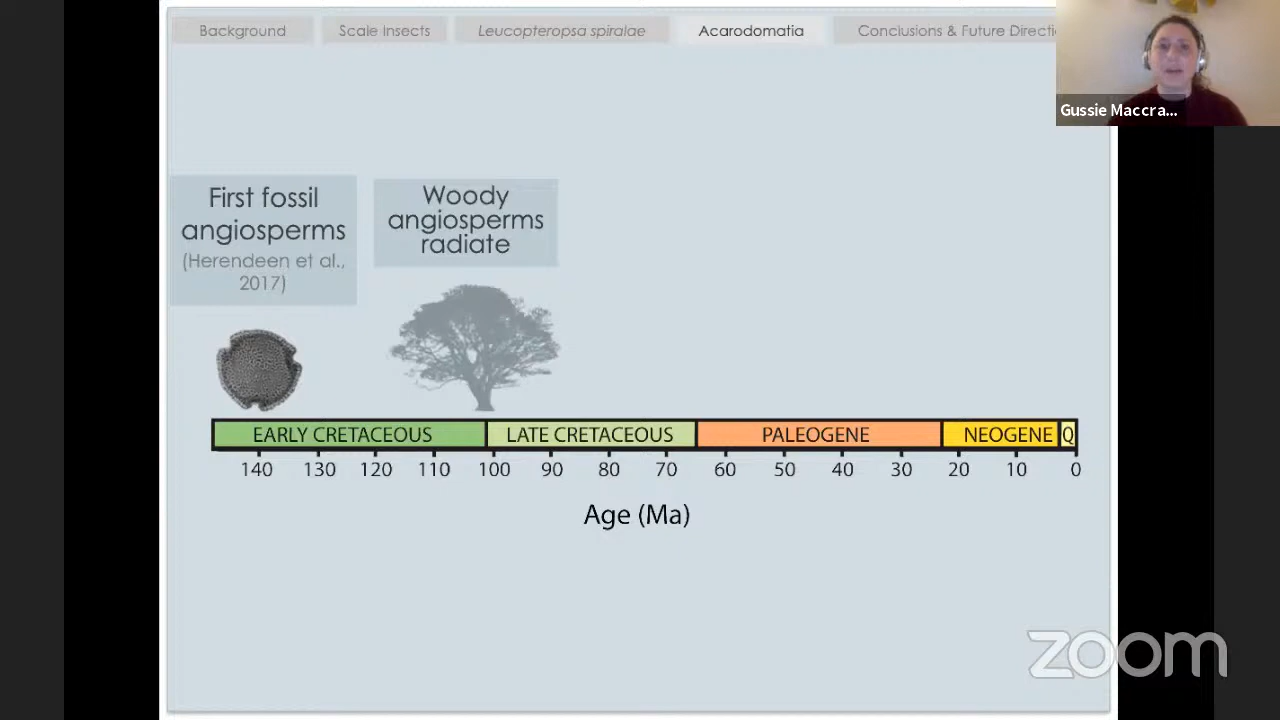 Background
Scale Insects
Leucopteropsa spiralae
Acarodomatia
Conclusions & Future Directi
Gussie Maccra...
First fossil
angiosperms
(Herendeen et al.,
2017)
Woody
angiosperms
radiate
EARLY CRETACEOUS
LATE CRETACEOUS
PALEOGENE
NEOGENE
Q
140 130 120 110 100 90 80 70 60 50 40 30 20 10 0
Age (Ma)
zoom